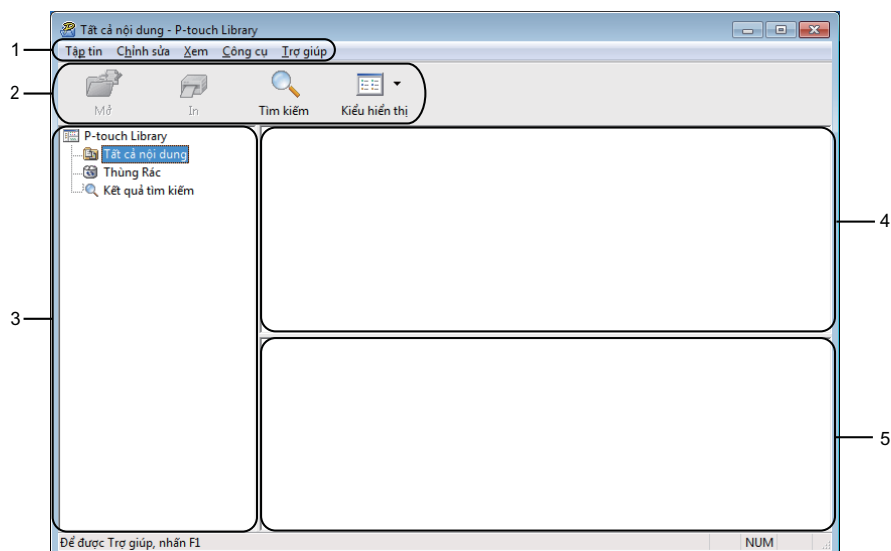 Tất cả nội dung - P-touch Library
1
Tập tin Chỉnh sửa Xem Công cụ Trợ giúp
2
Mở In Tìm kiếm Kiểu hiển thị
P-touch Library
Tất cả nội dung
Thùng Rác
Kết quả tìm kiếm
4
3
5
Để được Trợ giúp, nhấn F1 NUM